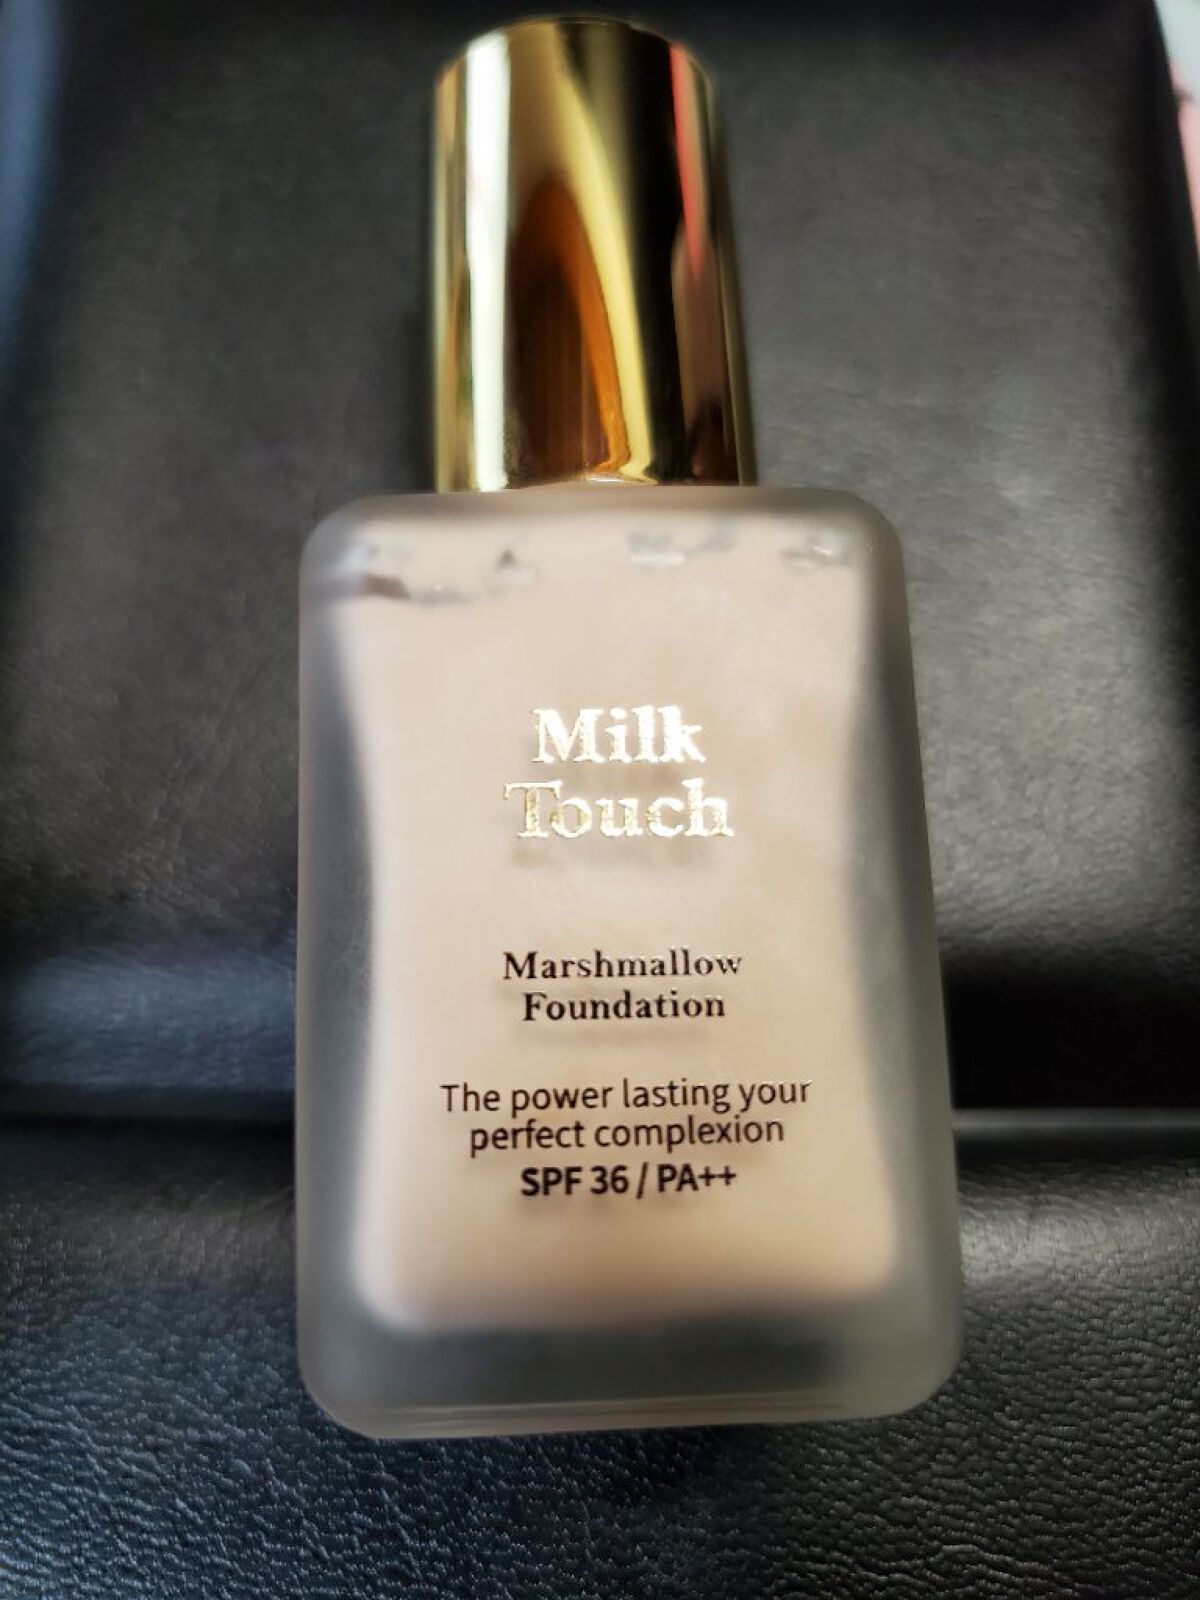 Milk
Touch
Marshmallow
Foundation
The power lasting your
perfect complexion
SPF 36 / PA++